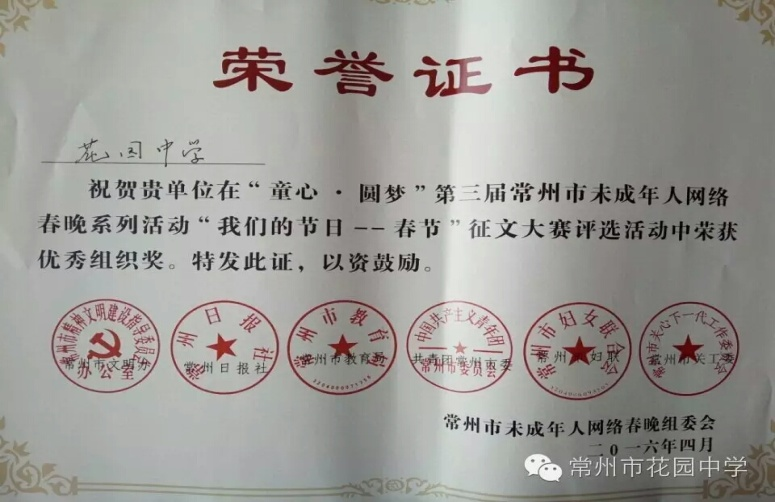 荣誉证书
花园中学
祝贺贵单位在“童心·圆梦”第三届常州市未成年人网络
春晚系列活动“我们的节日--春节”征文大赛评选活动中荣获
优秀组织奖。特发此证，以资鼓励。
常州市精神文明建设指导委员会
办公室
常州日报社
常州市教育局
中国共产主义青年团
常州市委员会
常州市妇女联合会
常州市关心下一代工作委员会
常州市文明办
常州日报社
常州市教育局
共青团常州市委
常州市妇联
常州市关工委
常州市未成年人网络春晚组委会
二〇一六年四月
常州市花园中学